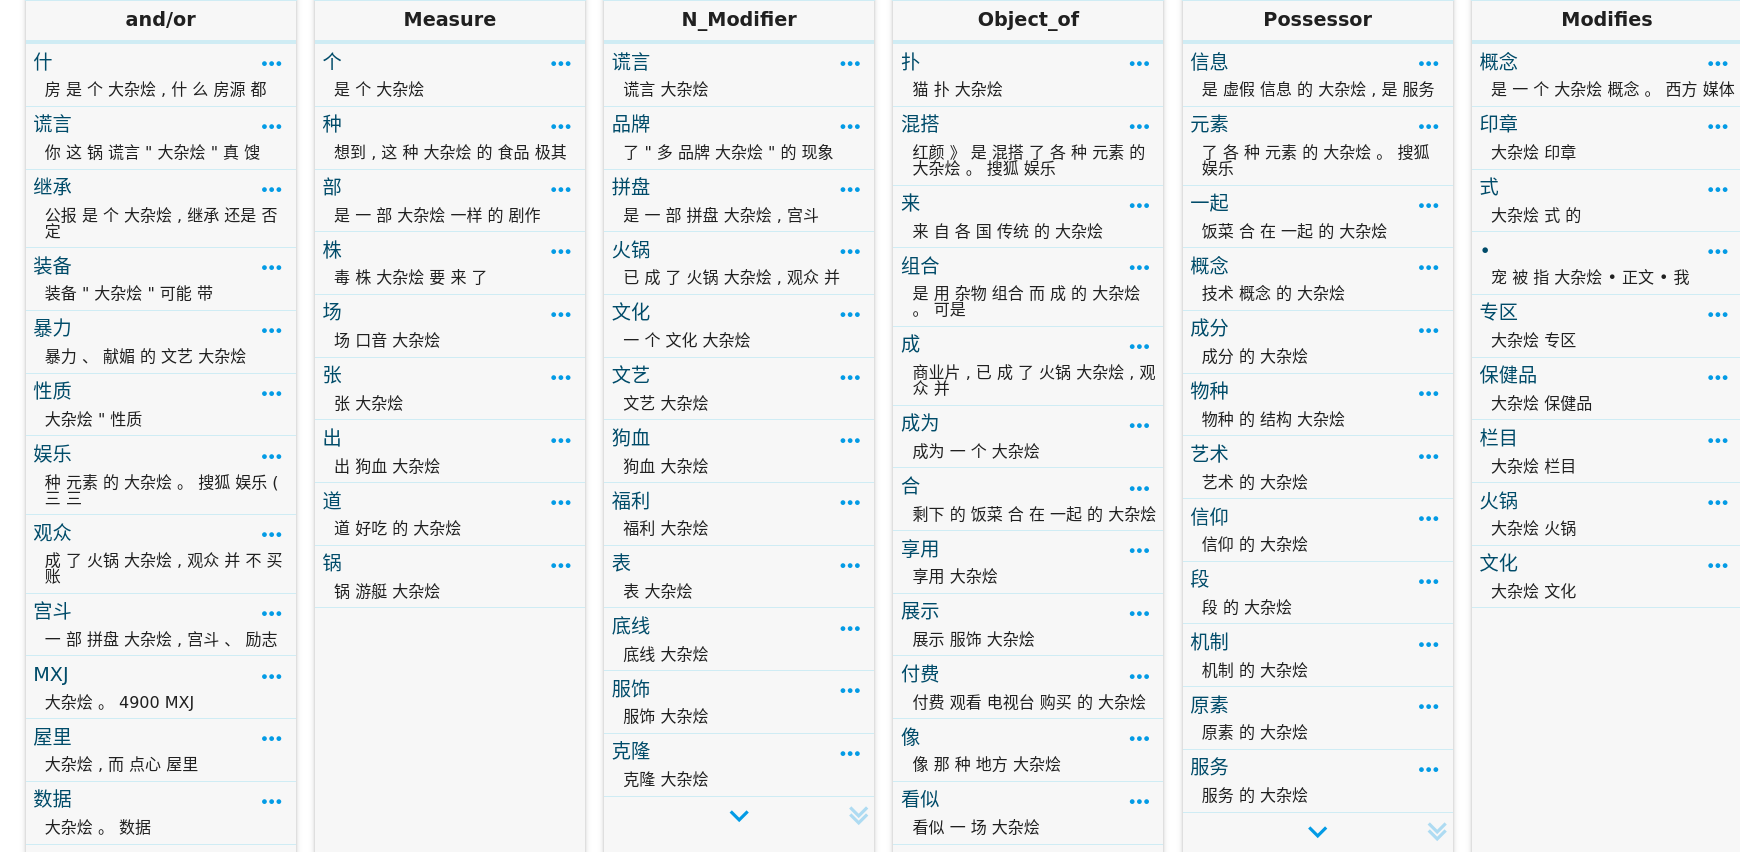 and/or
什
房 是 个 大杂烩 , 什 么 房源 都
谎言
你 这 锅 谎言 " 大杂烩 " 真 馊
继承
公报 是 个 大杂烩 , 继承 还是 否
定
装备
装备 " 大杂烩 " 可能 带
暴力
暴力 、 献媚 的 文艺 大杂烩
性质
大杂烩 " 性质
娱乐
种 元素 的 大杂烩 。 搜狐 娱乐 (
三 三
观众
成 了 火锅 大杂烩 , 观众 并 不 买
账
宫斗
一 部 拼盘 大杂烩 , 宫斗 、 励志
MXJ
大杂烩 。 4900 MXJ
屋里
大杂烩 , 而 点心 屋里
数据
大杂烩 。 数据
Measure
个
是 个 大杂烩
种
想到 , 这 种 大杂烩 的 食品 极其
部
是 一 部 大杂烩 一样 的 剧作
株
毒 株 大杂烩 要 来 了
场
场 口音 大杂烩
张
张 大杂烩
出
出 狗血 大杂烩
道
道 好吃 的 大杂烩
锅
锅 游艇 大杂烩
N_Modifier
谎言
谎言 大杂烩
品牌
了 " 多 品牌 大杂烩 " 的 现象
拼盘
是 一 部 拼盘 大杂烩 , 宫斗
火锅
已 成 了 火锅 大杂烩 , 观众 并
文化
一 个 文化 大杂烩
文艺
文艺 大杂烩
狗血
狗血 大杂烩
福利
福利 大杂烩
表
表 大杂烩
底线
底线 大杂烩
服饰
服饰 大杂烩
克隆
克隆 大杂烩
Object_of
扑
猫 扑 大杂烩
混搭
红颜 》 是 混搭 了 各 种 元素 的
大杂烩 。 搜狐 娱乐
来
来 自 各 国 传统 的 大杂烩
组合
是 用 杂物 组合 而 成 的 大杂烩
。 可是
成
商业片 , 已 成 了 火锅 大杂烩 , 观
众 并
成为
成为 一 个 大杂烩
合
剩下 的 饭菜 合 在 一起 的 大杂烩
享用
享用 大杂烩
展示
展示 服饰 大杂烩
付费
付费 观看 电视台 购买 的 大杂烩
像
像 那 种 地方 大杂烩
看似
看似 一 场 大杂烩
Possessor
信息
是 虚假 信息 的 大杂烩 , 是 服务
元素
了 各 种 元素 的 大杂烩 。 搜狐
娱乐
一起
饭菜 合 在 一起 的 大杂烩
概念
技术 概念 的 大杂烩
成分
成分 的 大杂烩
物种
物种 的 结构 大杂烩
艺术
艺术 的 大杂烩
信仰
信仰 的 大杂烩
段
段 的 大杂烩
机制
机制 的 大杂烩
原素
原素 的 大杂烩
服务
服务 的 大杂烩
Modifies
概念
是 一 个 大杂烩 概念 。 西方 媒体
印章
大杂烩 印章
式
大杂烩 式 的
•
宠 被 指 大杂烩 • 正文 • 我
专区
大杂烩 专区
保健品
大杂烩 保健品
栏目
大杂烩 栏目
火锅
大杂烩 火锅
文化
大杂烩 文化